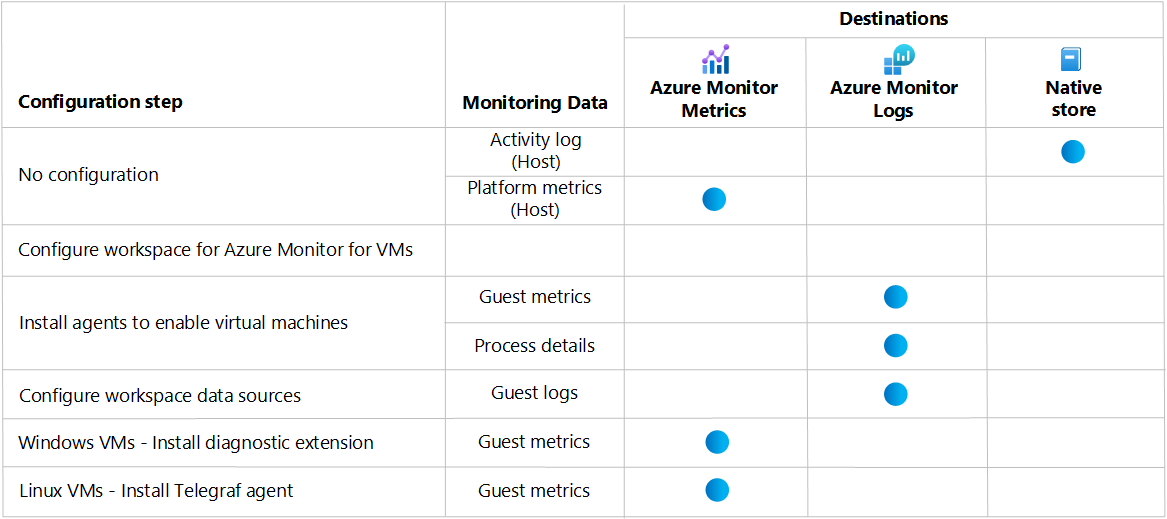 Destinations
Configuration step
Monitoring Data
Azure Monitor
Metrics
Azure Monitor
Logs
Native
store
No configuration
Activity log
(Host)
Platform metrics
(Host)
Configure workspace for Azure Monitor for VMs
Install agents to enable virtual machines
Guest metrics
Process details
Configure workspace data sources
Guest logs
Windows VMs - Install diagnostic extension
Guest metrics
Linux VMs - Install Telegraf agent
Guest metrics